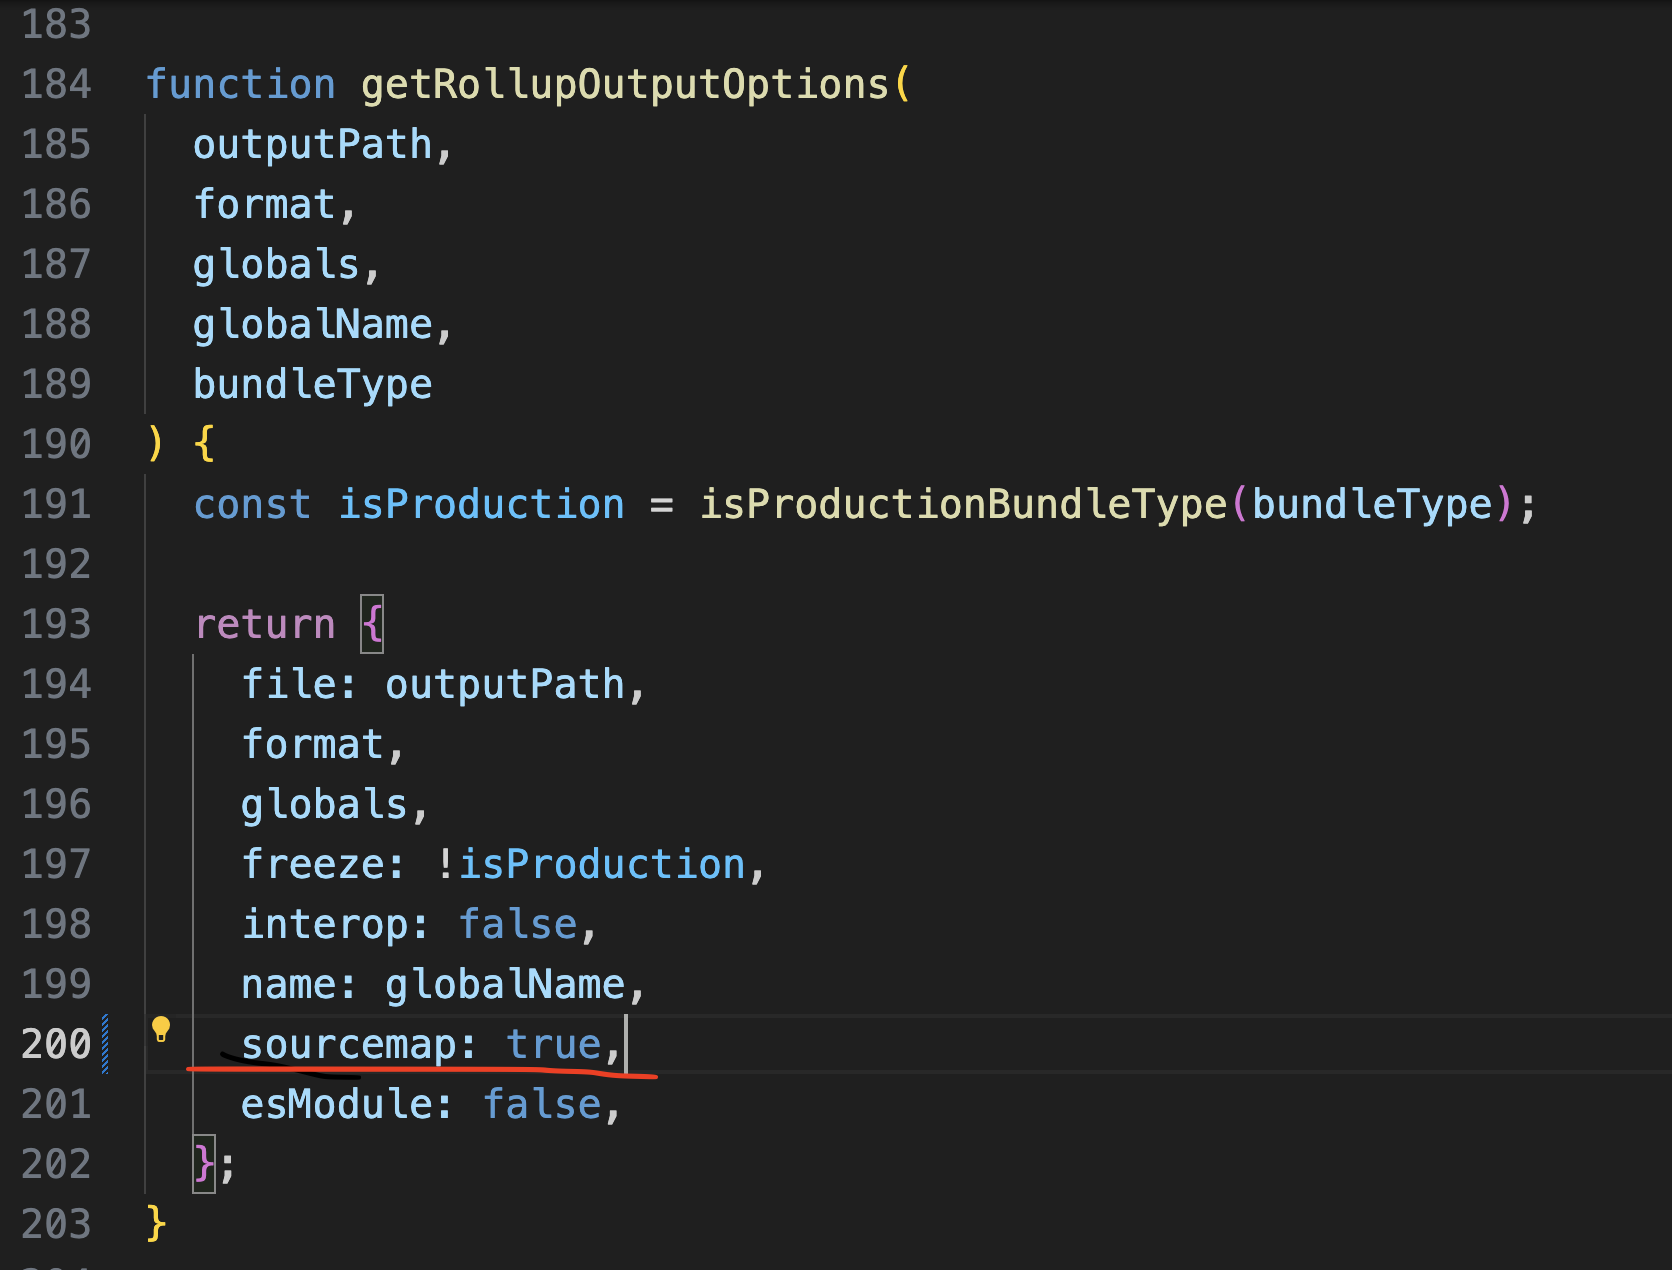 183
184 function getRollupOutputOptions(
185   outputPath,
186   format,
187   globals,
188   globalName,
189   bundleType
190 ) {
191   const isProduction = isProductionBundleType(bundleType);
192
193   return {
194     file: outputPath,
195     format,
196     globals,
197     freeze: !isProduction,
198     interop: false,
199     name: globalName,
200     sourcemap: true,
201     esModule: false,
202   };
203 }